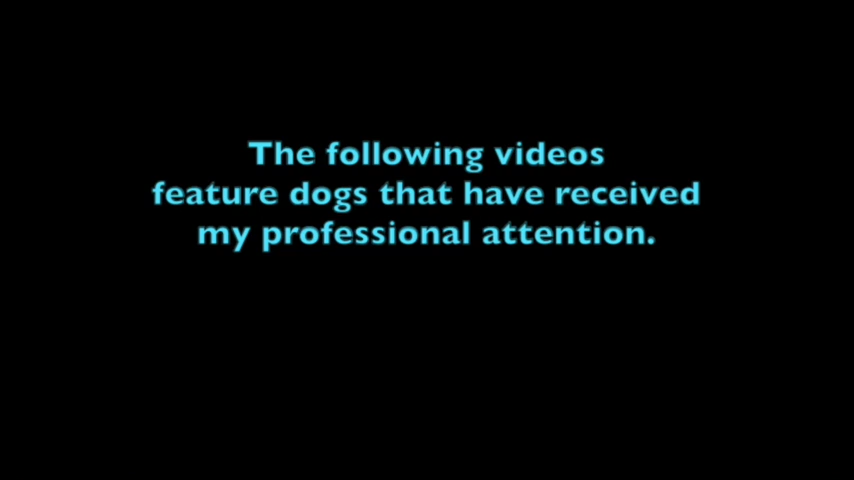 The following videos
feature dogs that have received
my professional attention.